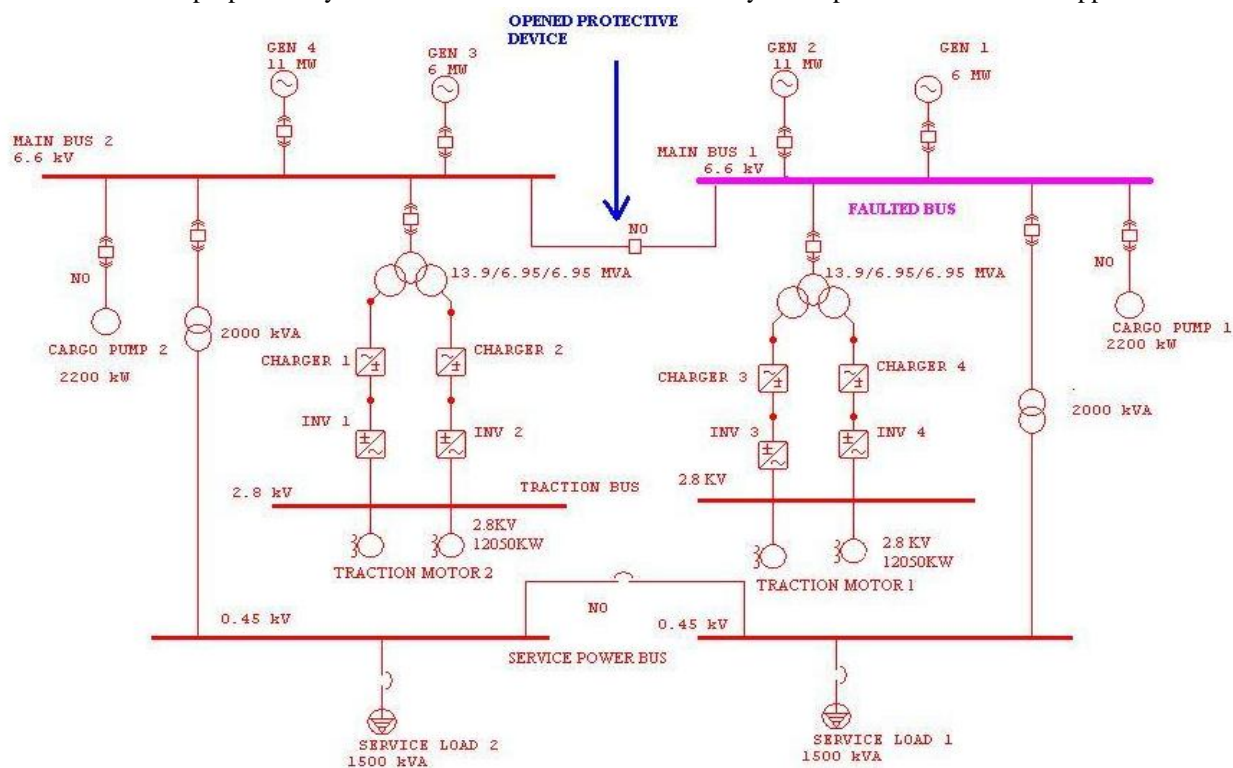 OPENED PROTECTIVE
DEVICE
GEN 4
11 MW
GEN 3
6 MW
GEN 2
11 MW
GEN 1
6 MW
MAIN BUS 2
6.6 kV
MAIN BUS 1
6.6 kV
FAULTED BUS
NO
NO
NO
13.9/6.95/6.95 MVA
13.9/6.95/6.95 MVA
CARGO PUMP 2
2200 kW
2000 kVA
CHARGER 1
CHARGER 2
CHARGER 3
CHARGER 4
CARGO PUMP 1
2200 kW
2000 kVA
INV 1
INV 2
INV 3
INV 4
2.8 kV
TRACTION BUS
2.8 KV
2.8KV
12050KW
2.8 KV
12050KW
TRACTION MOTOR 2
TRACTION MOTOR 1
NO
0.45 kV
0.45 kV
SERVICE POWER BUS
SERVICE LOAD 2
1500 kVA
SERVICE LOAD 1
1500 kVA